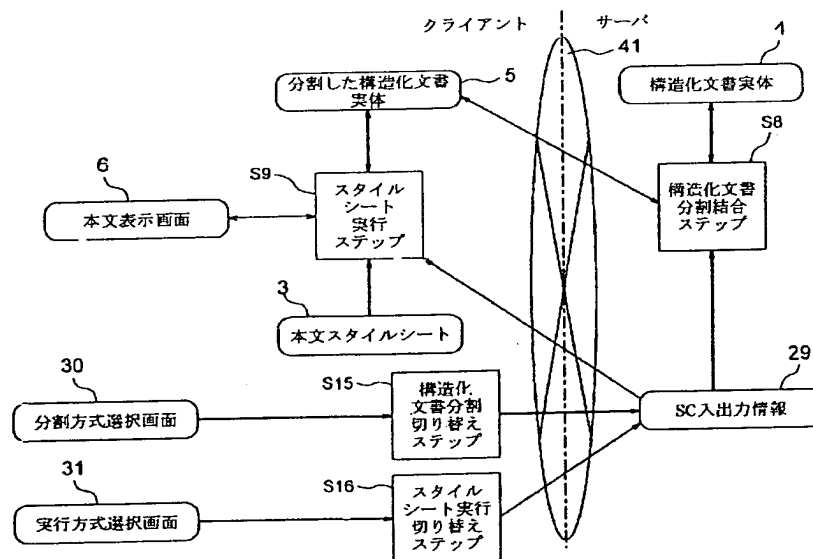 クライアント
サーバ
41
1
分割した構造化文書
実体
5
構造化文書実体
S8
6
S9
スタイル
シート
実行
ステップ
構造化文書
分割結合
ステップ
本文表示画面
3
本文スタイルシート
30
S15
構造化
文書分割
切り替え
ステップ
29
分割方式選択画面
SC入出力情報
31
S16
スタイル
シート実行
切り替え
ステップ
実行方式選択画面